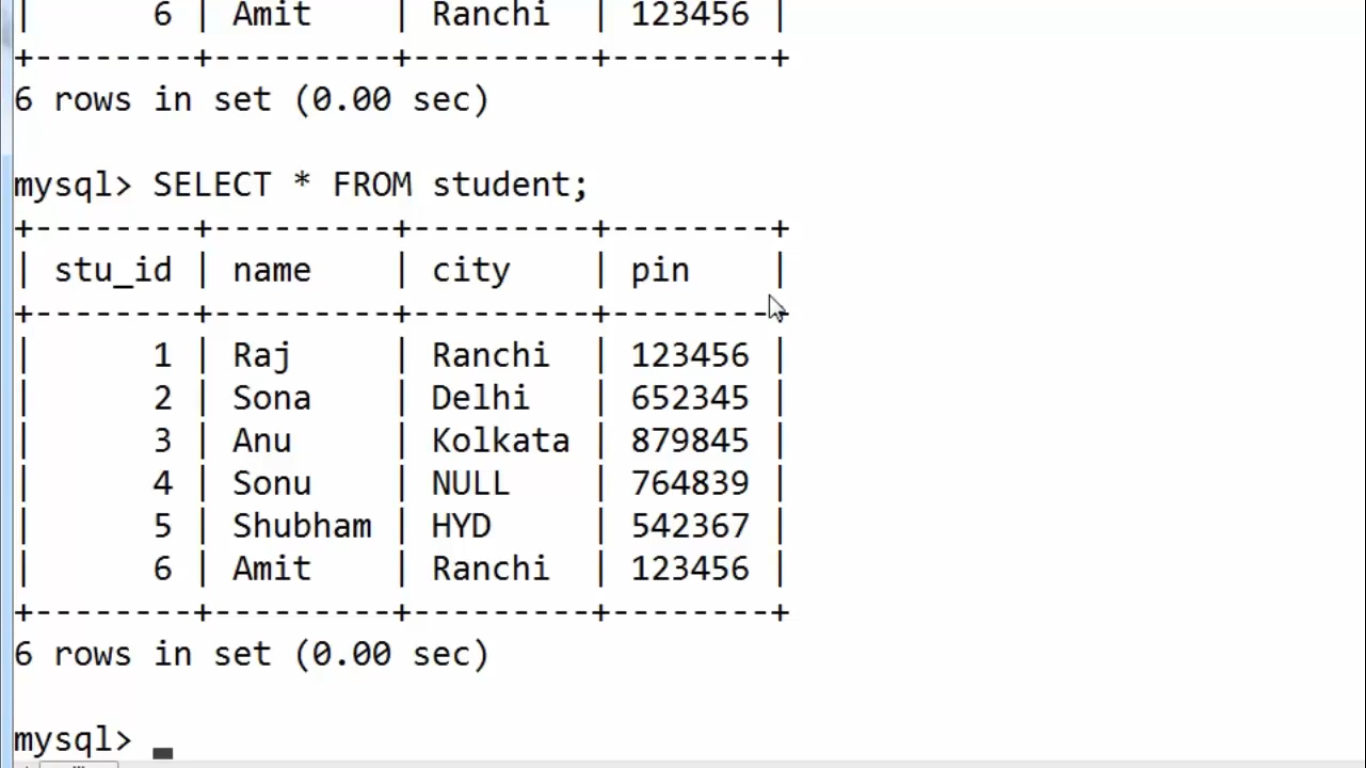 |      6 | Amit    | Ranchi  | 123456 |
+--------+---------+---------+--------+
6 rows in set (0.00 sec)
mysql> SELECT * FROM student;
+--------+---------+---------+--------+
| stu_id | name    | city    | pin    |
+--------+---------+---------+--------+
|      1 | Raj     | Ranchi  | 123456 |
|      2 | Sona    | Delhi   | 652345 |
|      3 | Anu     | Kolkata | 879845 |
|      4 | Sonu    | NULL    | 764839 |
|      5 | Shubham | HYD     | 542367 |
|      6 | Amit    | Ranchi  | 123456 |
+--------+---------+---------+--------+
6 rows in set (0.00 sec)
mysql>